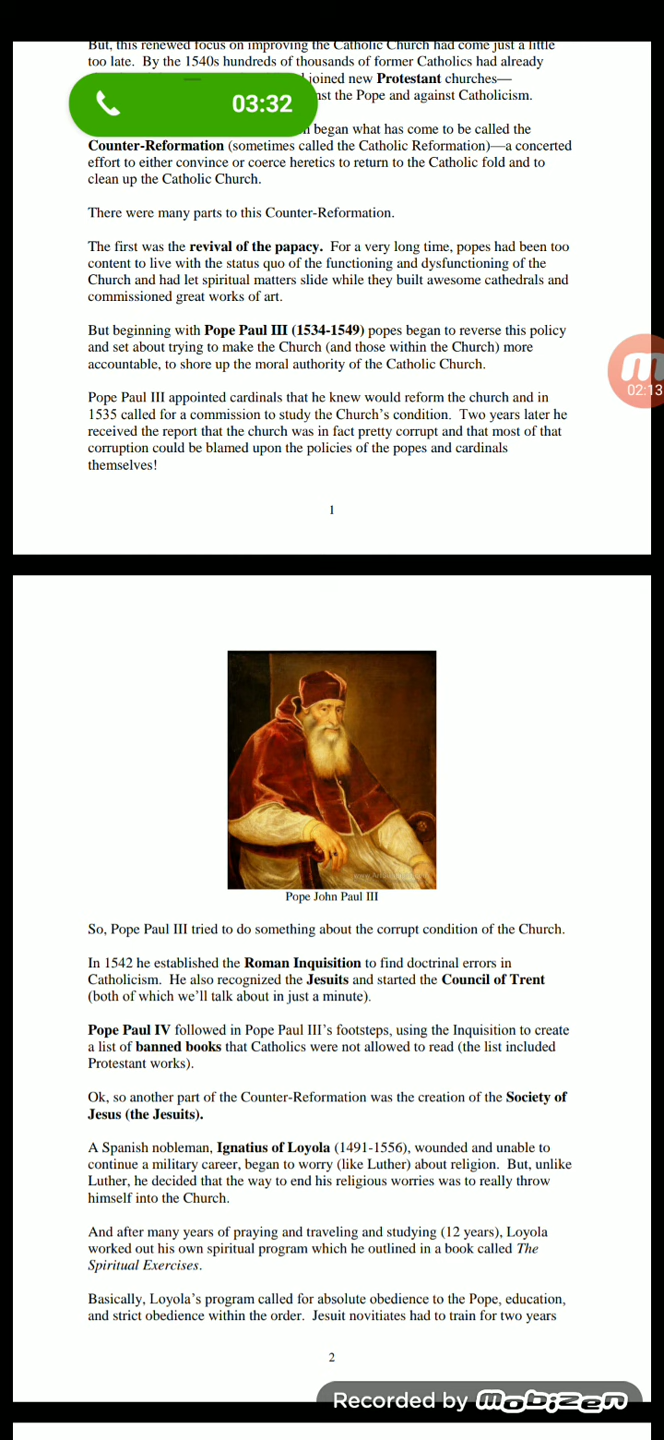 But, this renewed focus on improving the Catholic Church had come just a little
too late. By the 1540s hundreds of thousands of former Catholics had already
joined new Protestant churches—
the Pope and against Catholicism.
03:32
began what has come to be called the
Counter-Reformation (sometimes called the Catholic Reformation)—a concerted
effort to either convince or coerce heretics to return to the Catholic fold and to
clean up the Catholic Church.
There were many parts to this Counter-Reformation.
The first was the revival of the papacy. For a very long time, popes had been too
content to live with the status quo of the functioning and dysfunctioning of the
Church and had let spiritual matters slide while they built awesome cathedrals and
commissioned great works of art.
But beginning with Pope Paul III (1534-1549) popes began to reverse this policy
and set about trying to make the Church (and those within the Church) more
accountable, to shore up the moral authority of the Catholic Church.
m
02:13
Pope Paul III appointed cardinals that he knew would reform the church and in
1535 called for a commission to study the Church's condition. Two years later he
received the report that the church was in fact pretty corrupt and that most of that
corruption could be blamed upon the policies of the popes and cardinals
themselves!
1
Pope John Paul III
So, Pope Paul III tried to do something about the corrupt condition of the Church.
In 1542 he established the Roman Inquisition to find doctrinal errors in
Catholicism. He also recognized the Jesuits and started the Council of Trent
(both of which we'll talk about in just a minute).
Pope Paul IV followed in Pope Paul III's footsteps, using the Inquisition to create
a list of banned books that Catholics were not allowed to read (the list included
Protestant works).
Ok, so another part of the Counter-Reformation was the creation of the Society of
Jesus (the Jesuits).
A Spanish nobleman, Ignatius of Loyola (1491-1556), wounded and unable to
continue a military career, began to worry (like Luther) about religion. But, unlike
Luther, he decided that the way to end his religious worries was to really throw
himself into the Church.
And after many years of praying and traveling and studying (12 years), Loyola
worked out his own spiritual program which he outlined in a book called The
Spiritual Exercises.
Basically, Loyola's program called for absolute obedience to the Pope, education,
and strict obedience within the order. Jesuit novitiates had to train for two years
2
Recorded by mobizen